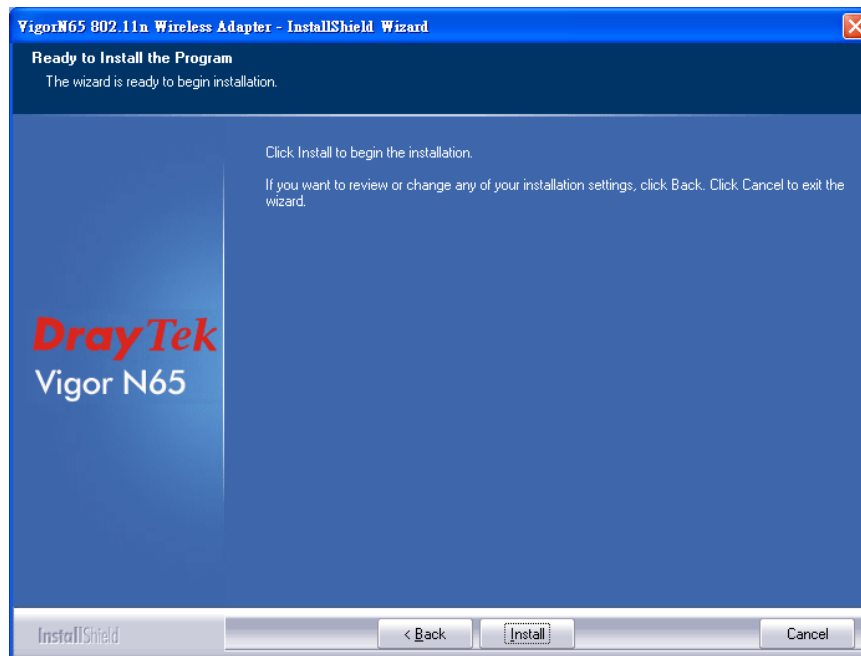 VigorN65 802.11n Wireless Adapter - InstallShield Wizard
Ready to Install the Program
The wizard is ready to begin installation.
Click Install to begin the installation.
If you want to review or change any of your installation settings, click Back. Click Cancel to exit the
wizard.
DrayTek
Vigor N65
InstallShield
< Back
Install
Cancel